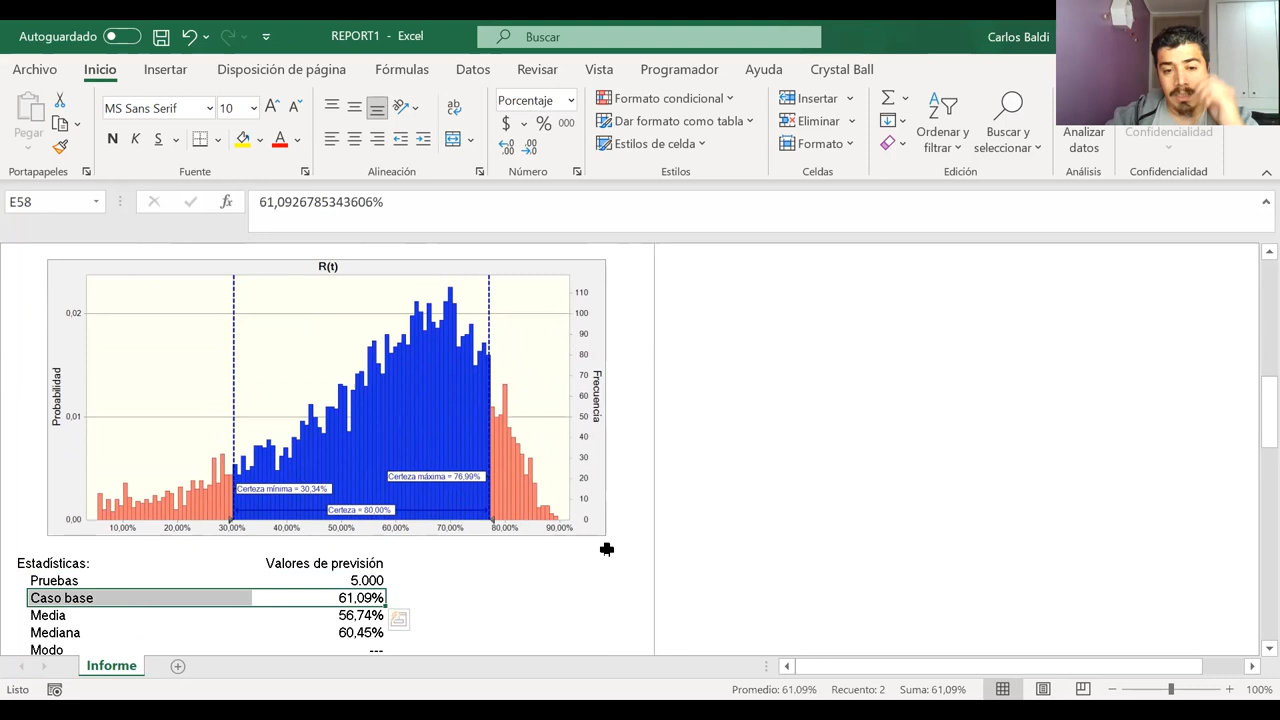 Autoguardado
REPORT1 - Excel
Buscar
Carlos Baldi
Archivo Inicio Insertar Disposición de página Fórmulas Datos Revisar Vista Programador Ayuda Crystal Ball
Pegar
Portapapeles
MS Sans Serif 10
N K S
Fuente
ab
Alineación
Porcentaje
$ % 000
Número
Formato condicional
Dar formato como tabla
Estilos de celda
Estilos
Insertar
Eliminar
Formato
Celdas
Ordenar y filtrar
Buscar y seleccionar
Edición
Analizar datos
Análisis
Confidencialidad
Confidencialidad
E58
fx
61,0926785343606%
R(t)
Probabilidad
0,02
0,01
0,00
Frecuencia
110
100
90
80
70
60
50
40
30
20
10
0
Certeza mínima = 30,34%
Certeza máxima = 76,99%
Certeza = 80,00%
10,00% 20,00% 30,00% 40,00% 50,00% 60,00% 70,00% 80,00% 90,00%
Estadísticas: Valores de previsión
Pruebas 5.000
Caso base 61,09%
Media 56,74%
Mediana 60,45%
Modo ---
Informe
Listo
Promedio: 61.09% Recuento: 2 Suma: 61,09%
100%